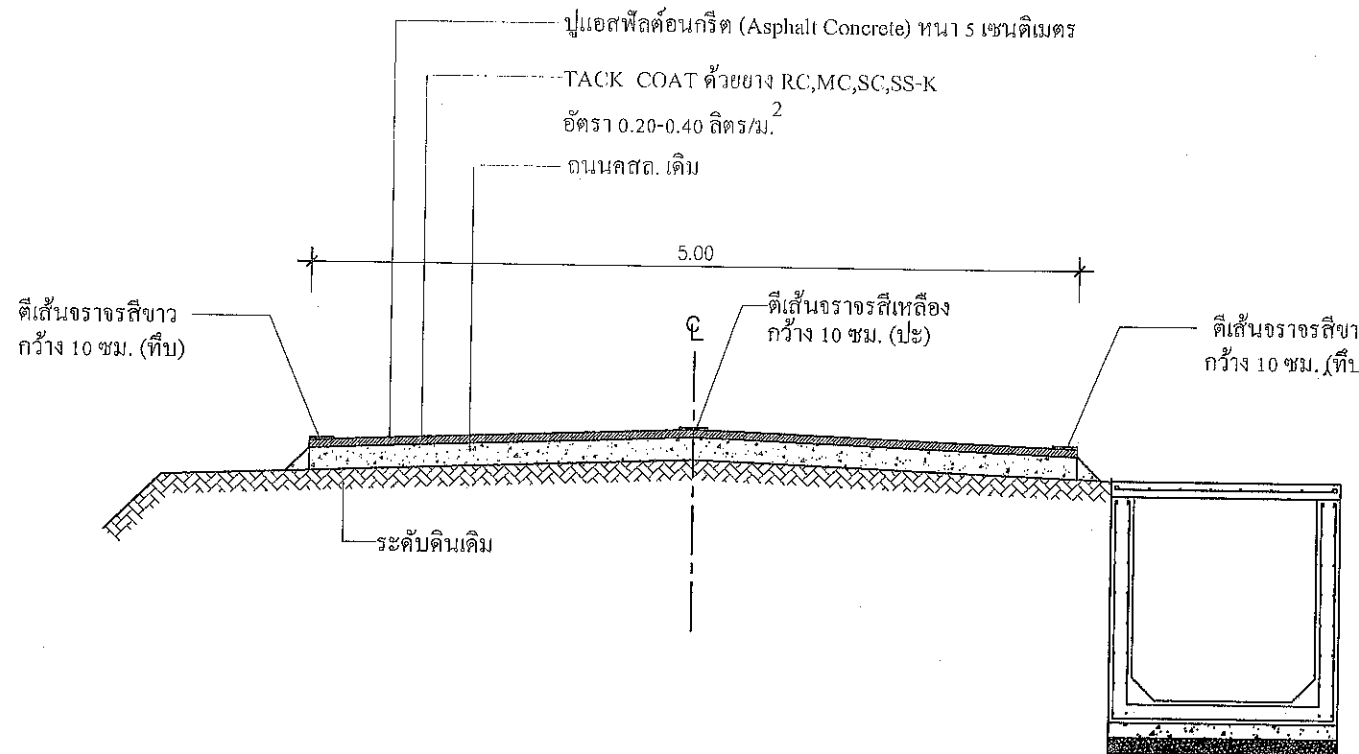 ปูแอสฟัลต์อนกรีต (Asphalt Concrete) หนา 5 เซนติเมตร
TACK COAT ด้วยยาง RC,MC,SC,SS-K
อัตรา 0.20-0.40 ลิตร/ม.2
ถนนคสล. เดิม
5.00
ตีเส้นจราจรสีขาว
กว้าง 10 ซม. (ทึบ)
℄
ตีเส้นจราจรสีเหลือง
กว้าง 10 ซม. (ปะ)
ตีเส้นจราจรสีขา
กว้าง 10 ซม. (ทึบ
ระดับดินเดิม